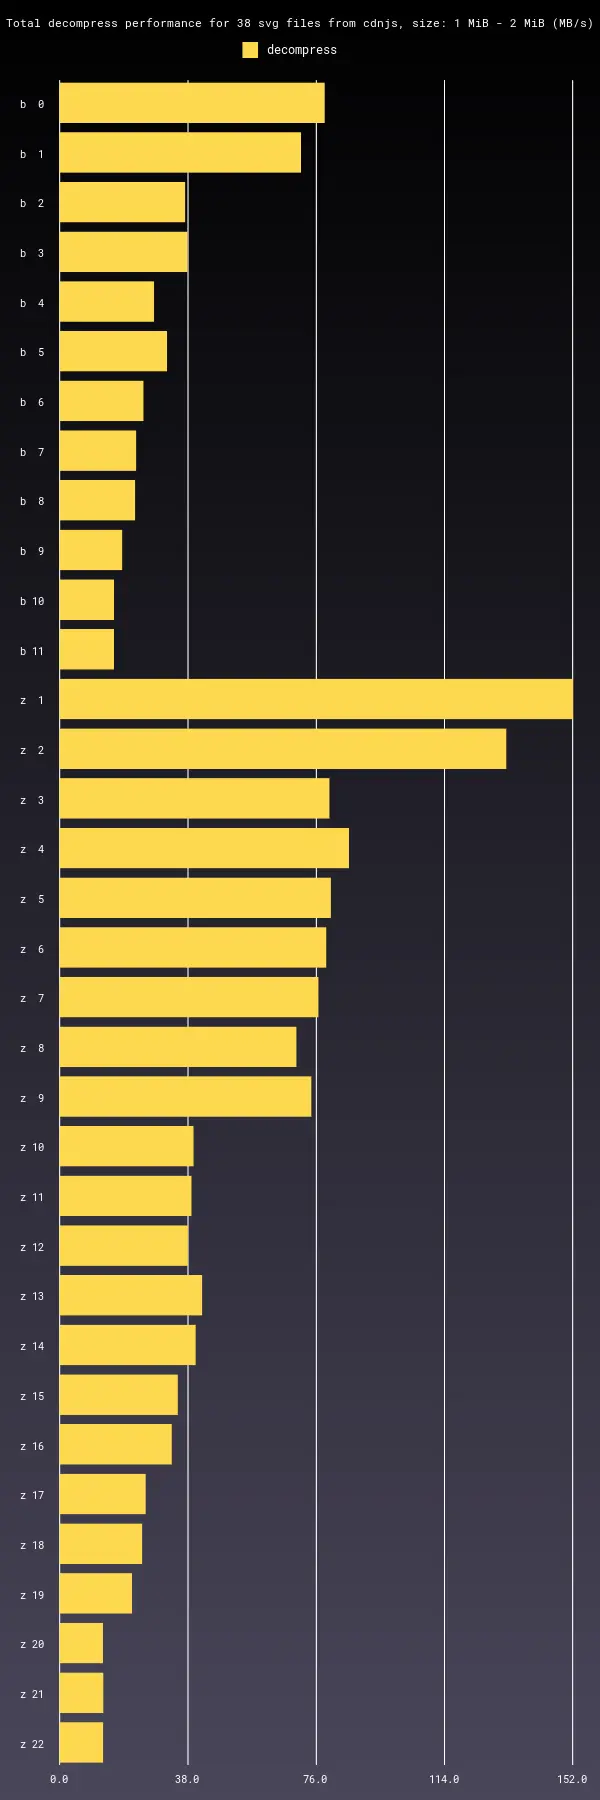 Total decompress performance for 38 svg files from cdnjs, size: 1 MiB - 2 MiB (MB/s)
decompress
b 0
b 1
b 2
b 3
b 4
b 5
b 6
b 7
b 8
b 9
b 10
b 11
z 1
z 2
z 3
z 4
z 5
z 6
z 7
z 8
z 9
z 10
z 11
z 12
z 13
z 14
z 15
z 16
z 17
z 18
z 19
z 20
z 21
z 22
0.0 38.0 76.0 114.0 152.0